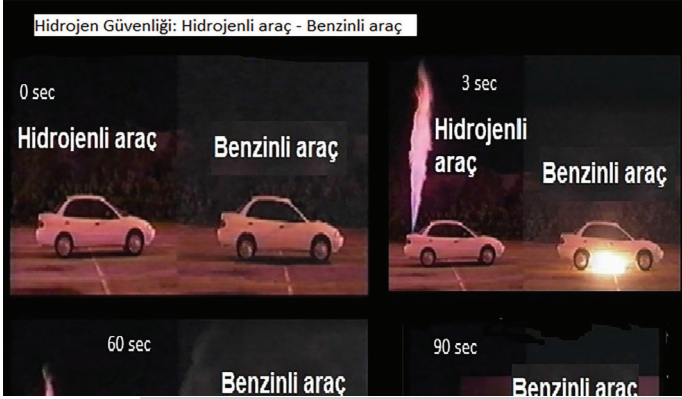 Hidrojen Güvenliği: Hidrojenli araç - Benzinli araç
0 sec
Hidrojenli araç
Benzinli araç
3 sec
Hidrojenli
araç
Benzinli araç
60 sec
Benzinli araç
90 sec
Benzinli araç